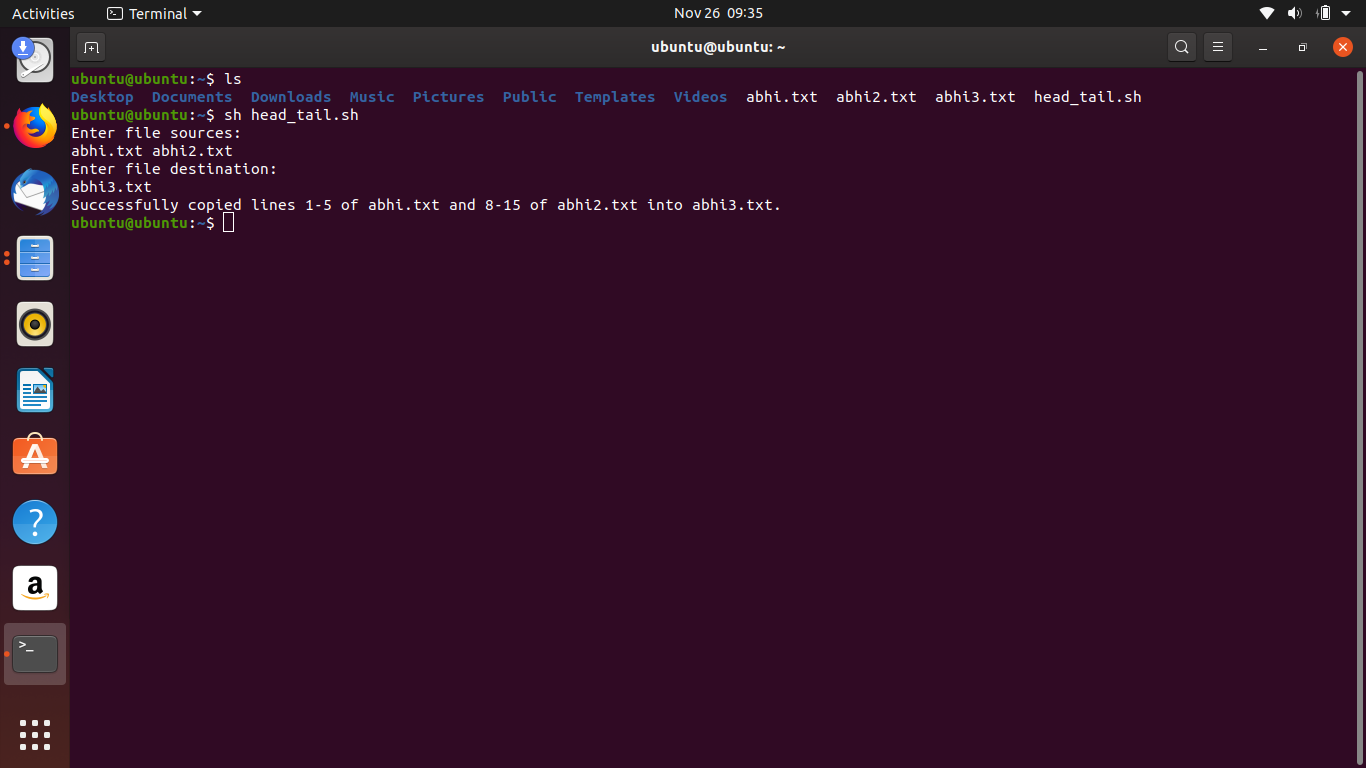 Activities Terminal Nov 26 09:35
ubuntu@ubuntu: ~
ubuntu@ubuntu:~$ ls
Desktop Documents Downloads Music Pictures Public Templates Videos abhi.txt abhi2.txt abhi3.txt head_tail.sh
ubuntu@ubuntu:~$ sh head_tail.sh
Enter file sources:
abhi.txt abhi2.txt
Enter file destination:
abhi3.txt
Successfully copied lines 1-5 of abhi.txt and 8-15 of abhi2.txt into abhi3.txt.
ubuntu@ubuntu:~$
?
a
>_